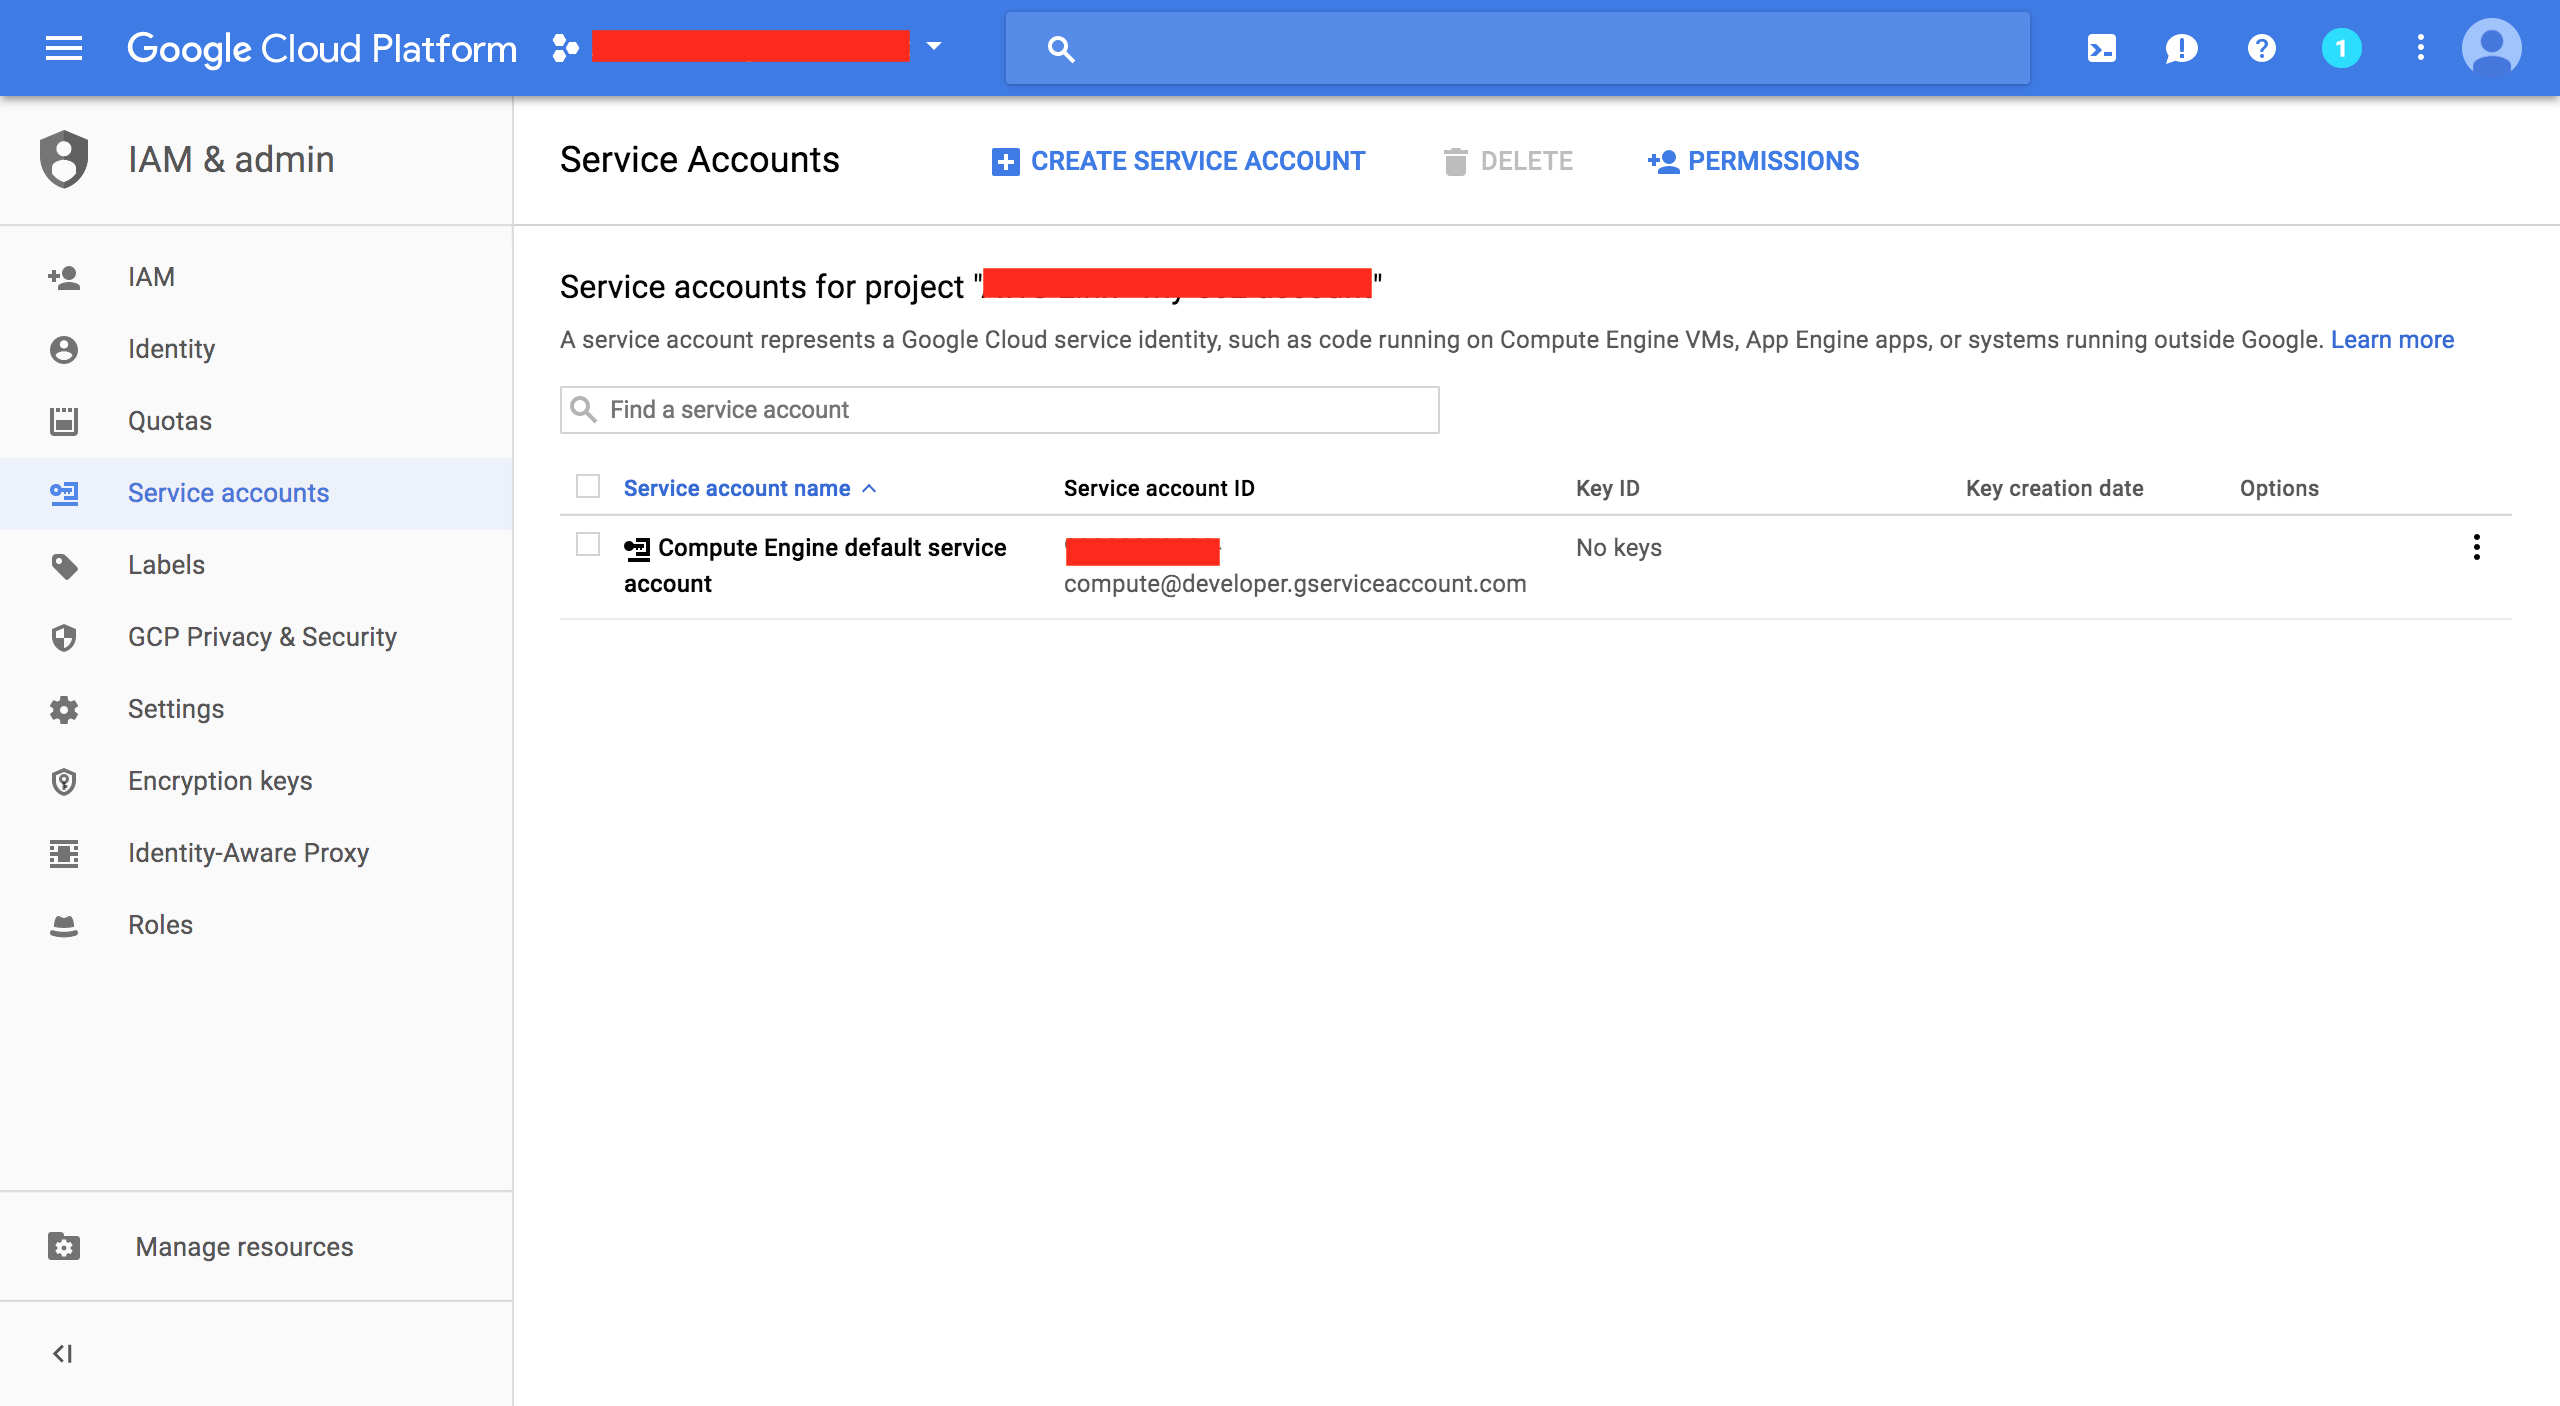 Google Cloud Platform
1
IAM & admin
Service Accounts
CREATE SERVICE ACCOUNT
DELETE
PERMISSIONS
IAM
Identity
Quotas
Service accounts
Labels
GCP Privacy & Security
Settings
Encryption keys
Identity-Aware Proxy
Roles
Manage resources
Service accounts for project " "
A service account represents a Google Cloud service identity, such as code running on Compute Engine VMs, App Engine apps, or systems running outside Google. Learn more
Find a service account
Service account name Service account ID Key ID Key creation date Options
Compute Engine default service No keys
account compute@developer.gserviceaccount.com